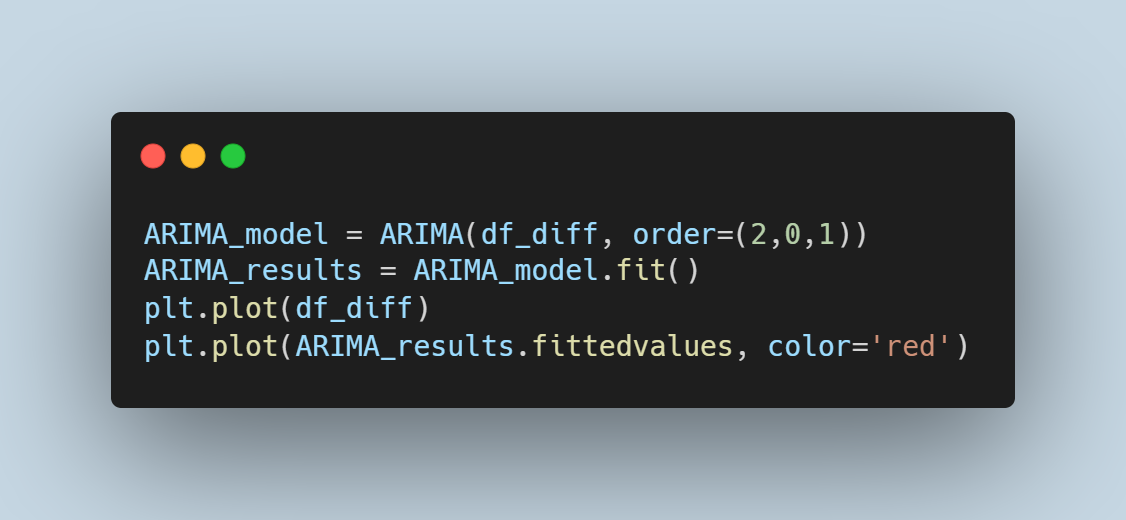 ARIMA_model = ARIMA(df_diff, order=(2,0,1))
ARIMA_results = ARIMA_model.fit()
plt.plot(df_diff)
plt.plot(ARIMA_results.fittedvalues, color='red')